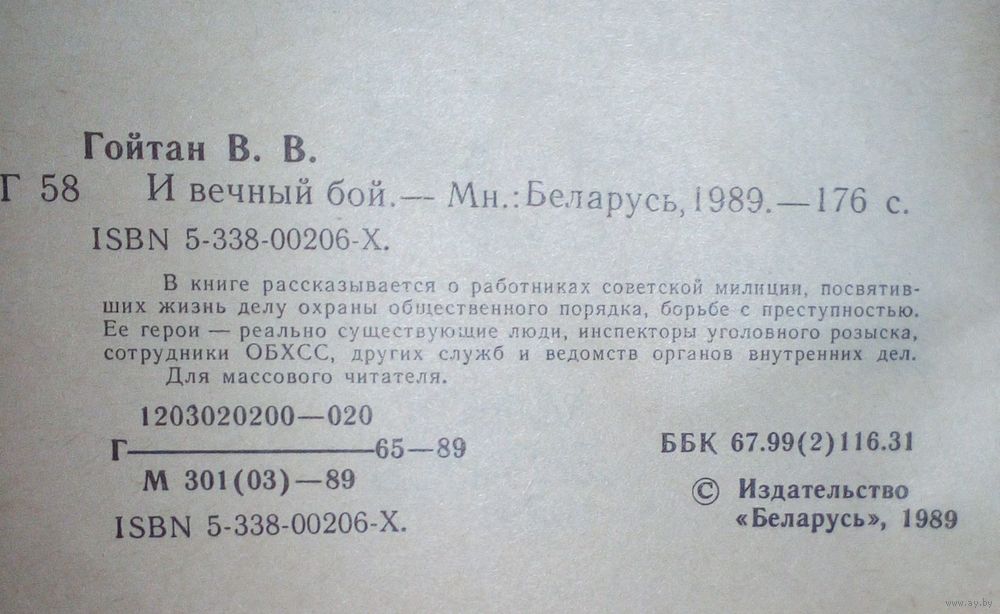 Гойтан В. В.
Г 58 И вечный бой.— Мн.: Беларусь, 1989.—176 с.
ISBN 5-338-00206-X.
В книге рассказывается о работниках советской милиции, посвятив-
ших жизнь делу охраны общественного порядка, борьбе с преступностью.
Ее герои — реально существующие люди, инспекторы уголовного розыска,
сотрудники ОБХСС, других служб и ведомств органов внутренних дел.
Для массового читателя.
1203020200—020
Г————65—89
М 301(03)—89
ББК 67.99(2)116.31
ISBN 5-338-00206-X.
© Издательство
«Беларусь», 1989
www.ay.by